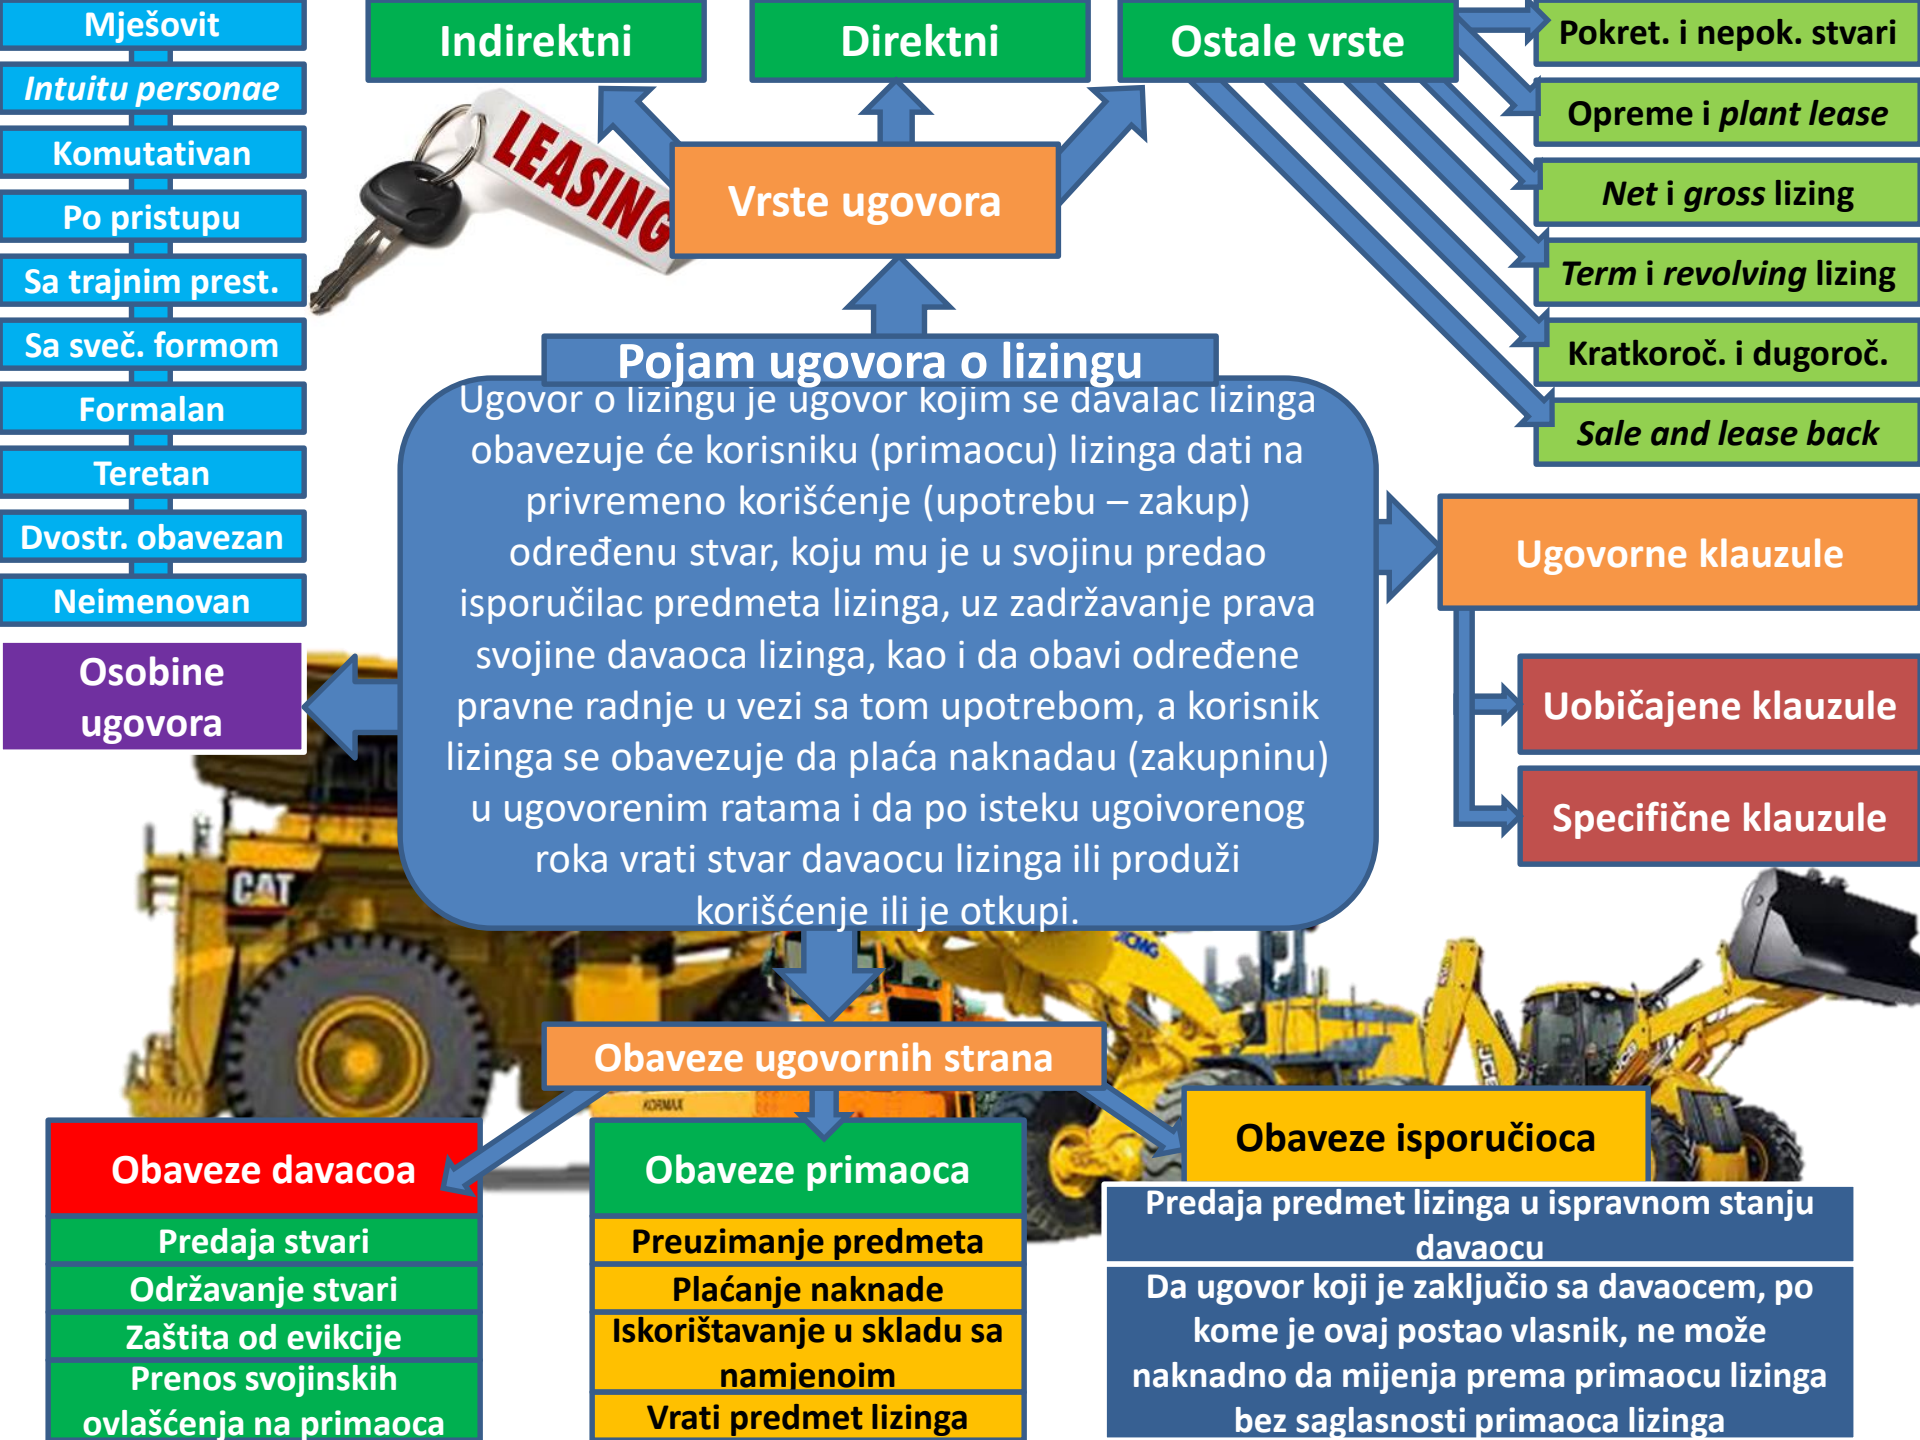 Mješovit
Intuitu personae
Komutativan
Po pristupu
Sa trajnim prest.
Sa sveč. formom
Formalan
Teretan
Dvostr. obavezan
Neimenovan
Osobine
ugovora
Indirektni
Direktni
Ostale vrste
LEASING
Vrste ugovora
Pokret. i nepok. stvari
Opreme i plant lease
Net i gross lizing
Term i revolving lizing
Kratkoroč. i dugoroč.
Sale and lease back
Pojam ugovora o lizingu
Ugovor o lizingu je ugovor kojim se davalac lizinga
obavezuje će korisniku (primaocu) lizinga dati na
privremeno korišćenje (upotrebu – zakup)
određenu stvar, koju mu je u svojinu predao
isporučilac predmeta lizinga, uz zadržavanje prava
svojine davaoca lizinga, kao i da obavi određene
pravne radnje u vezi sa tom upotrebom, a korisnik
lizinga se obavezuje da plaća naknadau (zakupninu)
u ugovorenim ratama i da po isteku ugoivorenog
roka vrati stvar davaocu lizinga ili produži
korišćenje ili je otkupi.
Ugovorne klauzule
Uobičajene klauzule
Specifične klauzule
CAT
XCMG
JCB
KORMAX
Obaveze ugovornih strana
Obaveze davacoa
Predaja stvari
Održavanje stvari
Zaštita od evikcije
Prenos svojinskih
ovlašćenja na primaoca
Obaveze primaoca
Preuzimanje predmeta
Plaćanje naknade
Iskorištavanje u skladu sa
namjenoim
Vrati predmet lizinga
Obaveze isporučioca
Predaja predmet lizinga u ispravnom stanju
davaocu
Da ugovor koji je zaključio sa davaocem, po
kome je ovaj postao vlasnik, ne može
naknadno da mijenja prema primaocu lizinga
bez saglasnosti primaoca lizinga